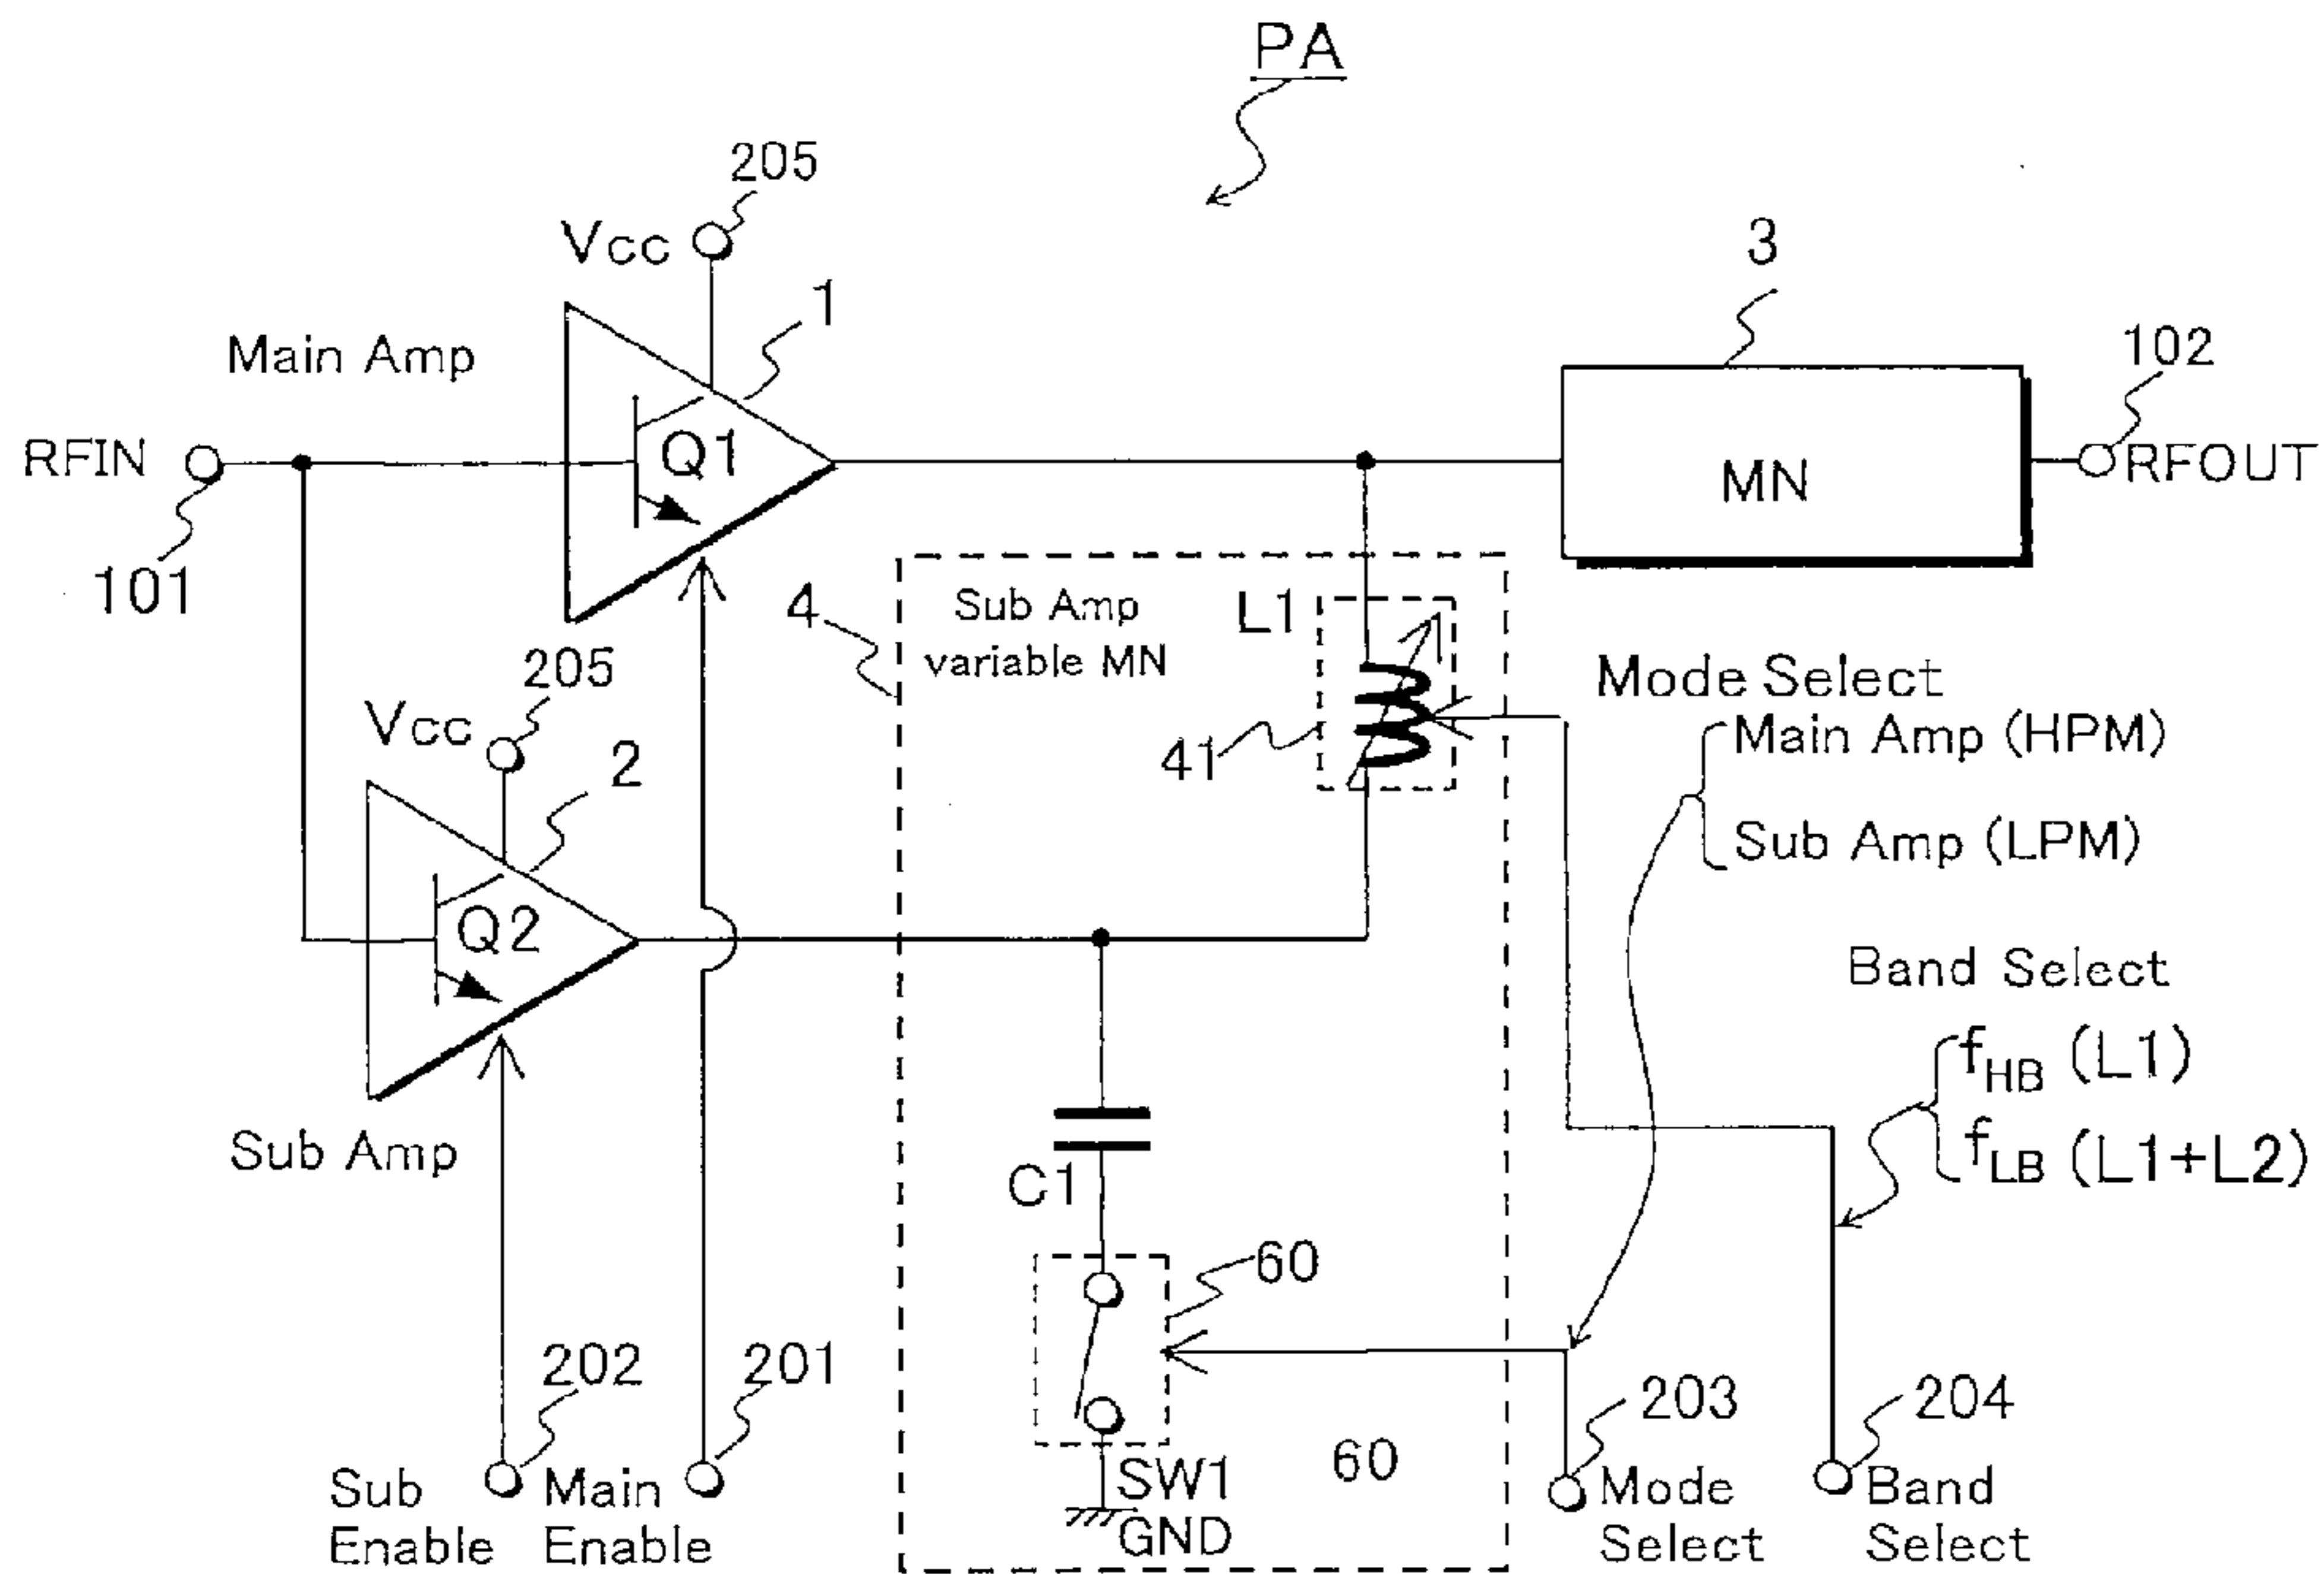 PA
205
Vcc
1
3
Main Amp
102
RFIN
Q1
MN
RFOUT
101
4
Sub Amp
variable MN
L1
205
Vcc
2
41
Mode Select
Main Amp (HPM)
Sub Amp (LPM)
Q2
Band Select
fHB (L1)
fLB (L1+L2)
Sub Amp
C1
60
202
201
203
204
60
SW1
GND
Sub
Enable
Main
Enable
Mode
Select
Band
Select